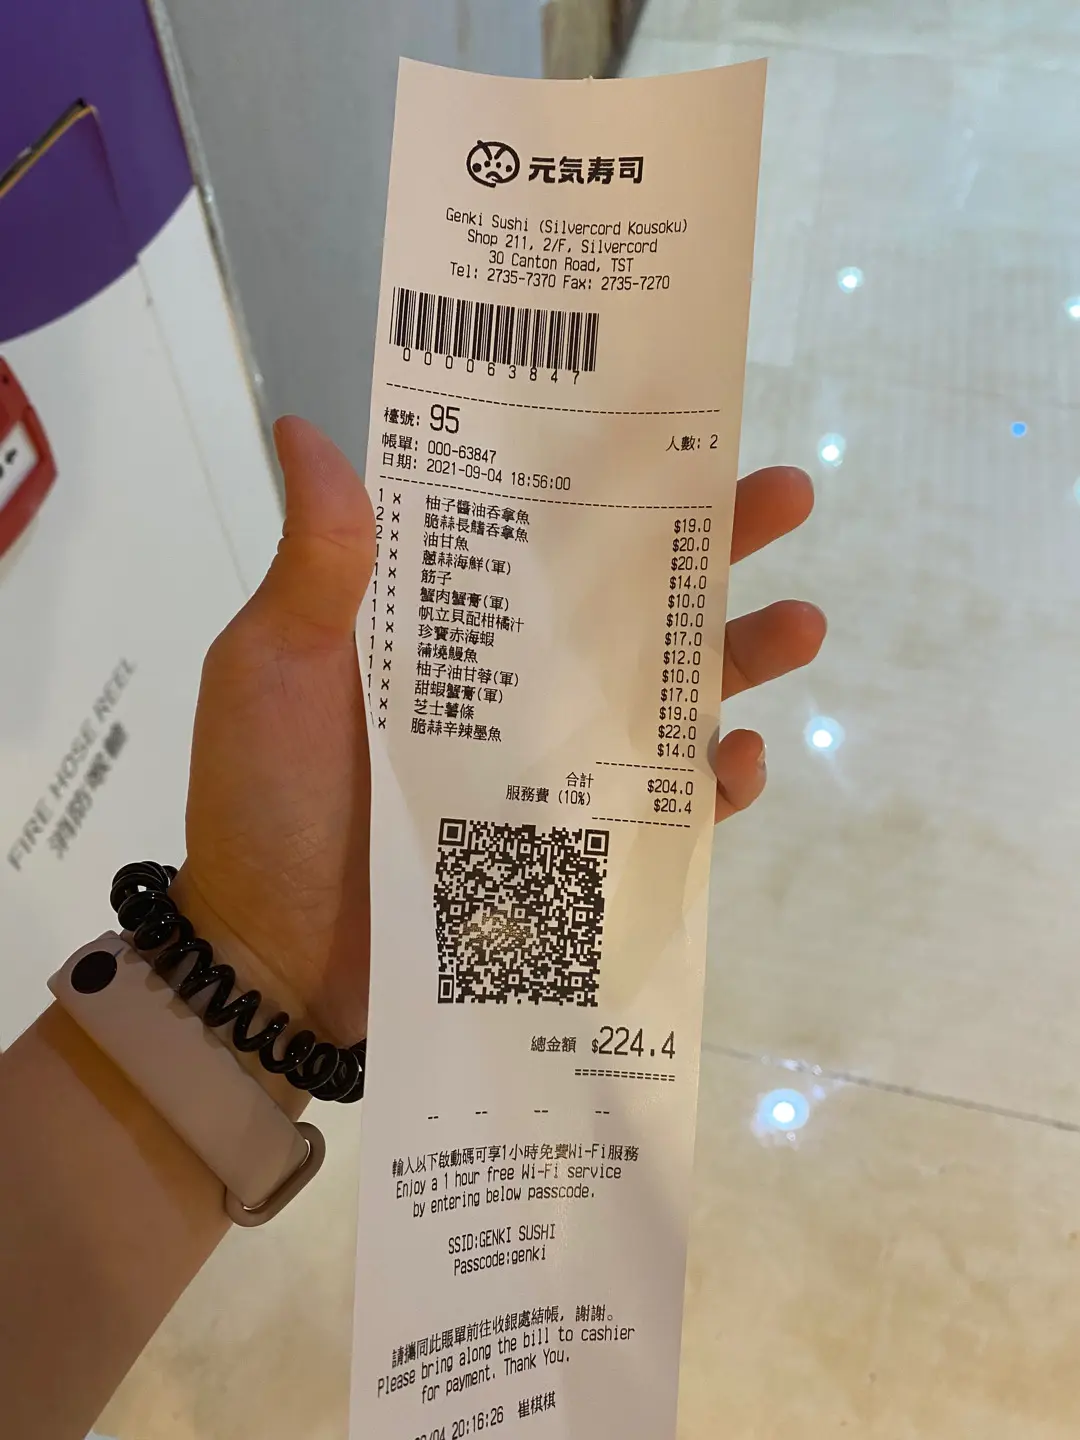 元気寿司
Genki Sushi (Silvercord Kousoku)
Shop 211, 2/F, Silvercord
30 Canton Road, TST
Tel: 2735-7370 Fax: 2735-7270
000063847
檯號: 95 人數: 2
帳單: 000-63847
日期: 2021-09-04 18:56:00
1 x 柚子醬油吞拿魚 $19.0
2 x 脆蒜長鰭吞拿魚 $20.0
2 x 油甘魚 $20.0
1 x 蔥蒜海鮮(軍) $14.0
1 x 筋子 $10.0
1 x 蟹肉蟹膏(軍) $10.0
1 x 帆立貝配柑橘汁 $17.0
1 x 珍寶赤海蝦 $12.0
1 x 蒲燒鰻魚 $10.0
1 x 柚子油甘蓉(軍) $17.0
1 x 甜蝦蟹膏(軍) $19.0
1 x 芝士薯條 $22.0
x 脆蒜辛辣墨魚 $14.0
合計 $204.0
服務費 (10%) $20.4
總金額 $224.4
=============
-- -- -- --
輸入以下啟動碼可享1小時免費Wi-Fi服務
Enjoy a 1 hour free Wi-Fi service
by entering below passcode.
SSID:GENKI SUSHI
Passcode:genki
請攜同此賬單前往收銀處結帳, 謝謝。
Please bring along the bill to cashier
for payment. Thank You.
/04 20:16:26 崔棋棋
FIRE HOSE REEL
消防喉轆